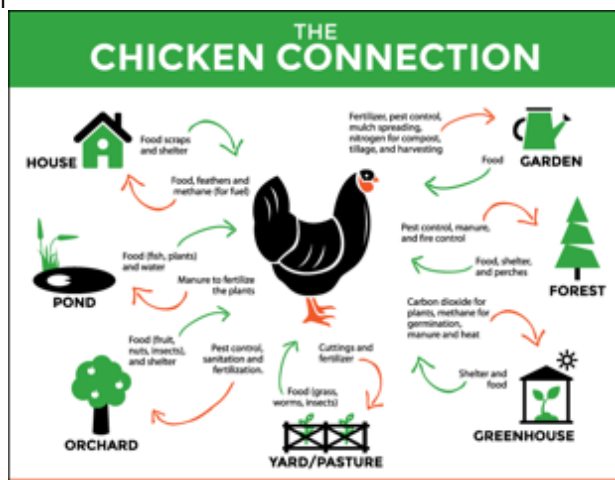 THE
CHICKEN CONNECTION
Food scraps
and shelter
HOUSE
Food, feathers and
methane (for fuel)
Fertilizer, pest control,
mulch spreading,
nitrogen for compost,
tillage, and harvesting
GARDEN
Food
Food (fish, plants)
and water
POND
Manure to fertilize
the plants
Pest control, manure,
and fire control
Food, shelter,
and perches
FOREST
Food (fruit,
nuts, insects),
and shelter
Pest control,
sanitation and
fertilization.
ORCHARD
Cuttings and
fertilizer
Food (grass,
worms, insects)
YARD/PASTURE
Carbon dioxide for
plants, methane for
germination,
manure and heat
Shelter and
food
GREENHOUSE